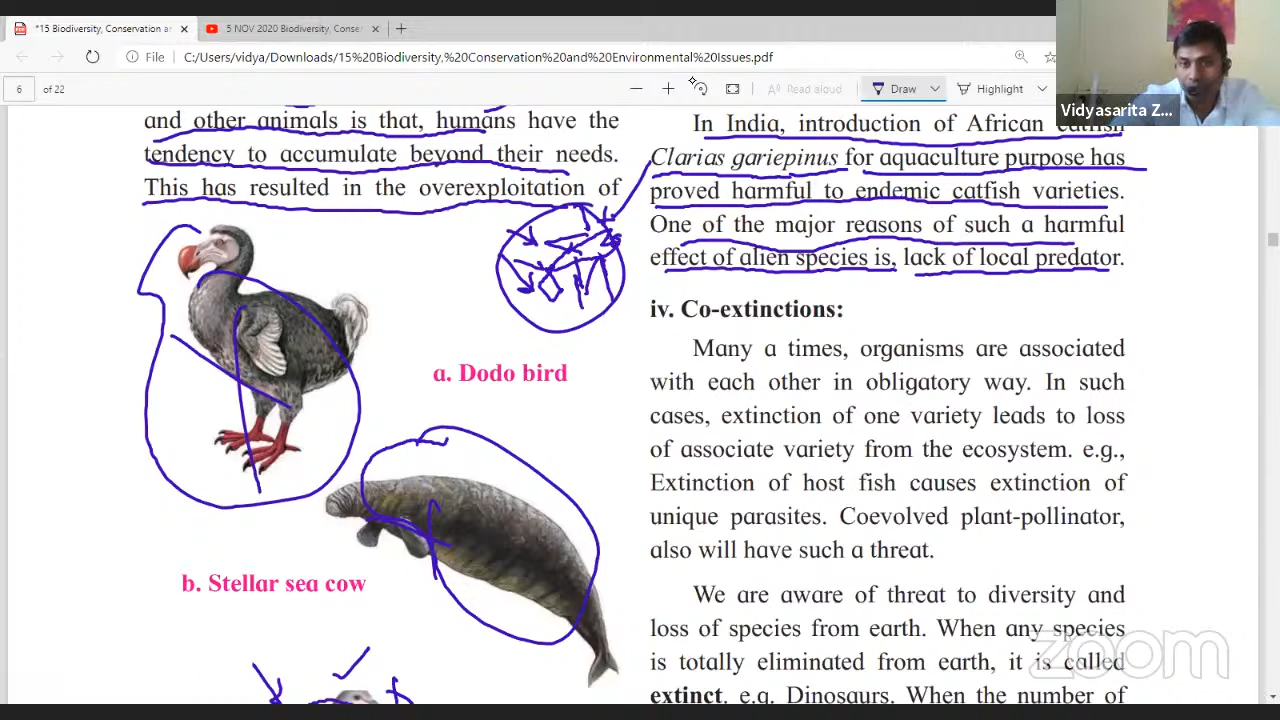 *15 Biodiversity, Conservation ar
5 NOV 2020 Biodiversity, Conser
File
C:/Users/vidya/Downloads/15%20Biodiversity,%20Conservation%20and%20Environmental%20Issues.pdf
6 of 22
Read aloud
Draw
Highlight
Vidyasarita Z...
and other animals is that, humans have the
tendency to accumulate beyond their needs.
This has resulted in the overexploitation of
a. Dodo bird
b. Stellar sea cow
In India, introduction of African catfish
Clarias gariepinus for aquaculture purpose has
proved harmful to endemic catfish varieties.
One of the major reasons of such a harmful
effect of alien species is, lack of local predator.
iv. Co-extinctions:
Many a times, organisms are associated
with each other in obligatory way. In such
cases, extinction of one variety leads to loss
of associate variety from the ecosystem. e.g.,
Extinction of host fish causes extinction of
unique parasites. Coevolved plant-pollinator,
also will have such a threat.
We are aware of threat to diversity and
loss of species from earth. When any species
is totally eliminated from earth, it is called
extinct. e.g. Dinosaurs. When the number of
zoom